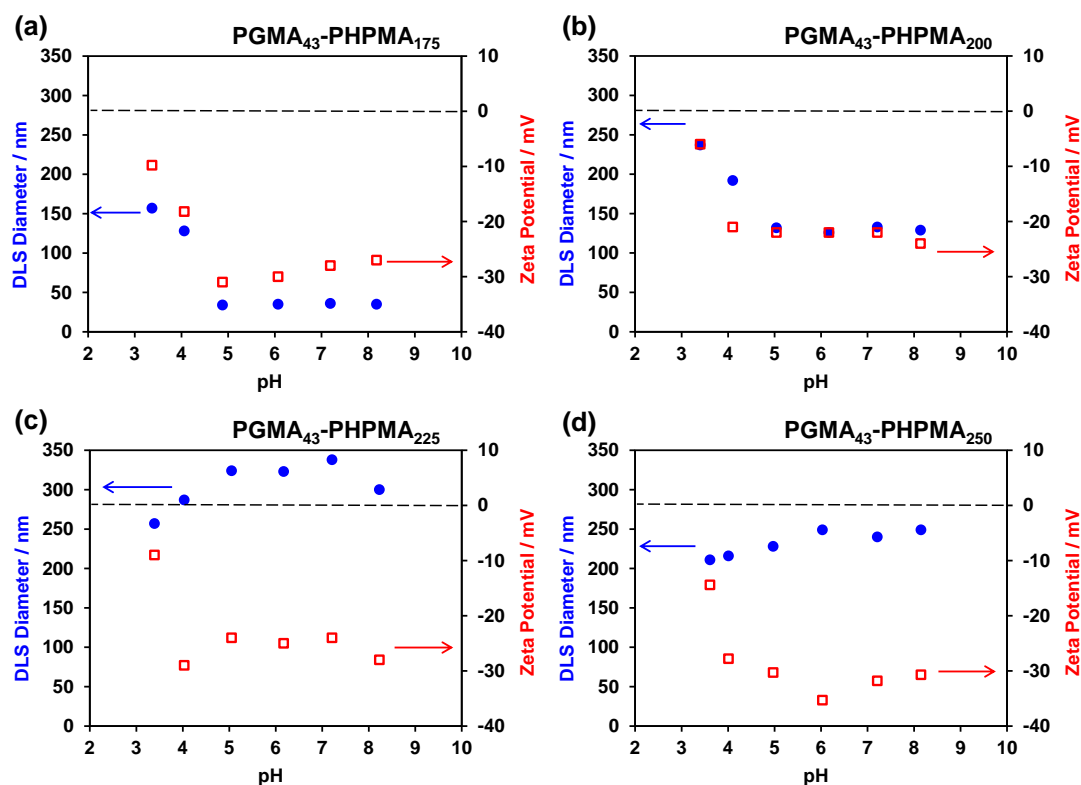 (a)
PGMA₄₃-PHPMA₁₇₅
350
300
250
200
150
100
50
0
DLS Diameter / nm
10
0
-10
-20
-30
-40
Zeta Potential / mV
2 3 4 5 6 7 8 9 10
pH
(b)
PGMA₄₃-PHPMA₂₀₀
350
300
250
200
150
100
50
0
DLS Diameter / nm
10
0
-10
-20
-30
-40
Zeta Potential / mV
2 3 4 5 6 7 8 9 10
pH
(c)
PGMA₄₃-PHPMA₂₂₅
350
300
250
200
150
100
50
0
DLS Diameter / nm
10
0
-10
-20
-30
-40
Zeta Potential / mV
2 3 4 5 6 7 8 9 10
pH
(d)
PGMA₄₃-PHPMA₂₅₀
350
300
250
200
150
100
50
0
DLS Diameter / nm
10
0
-10
-20
-30
-40
Zeta Potential / mV
2 3 4 5 6 7 8 9 10
pH